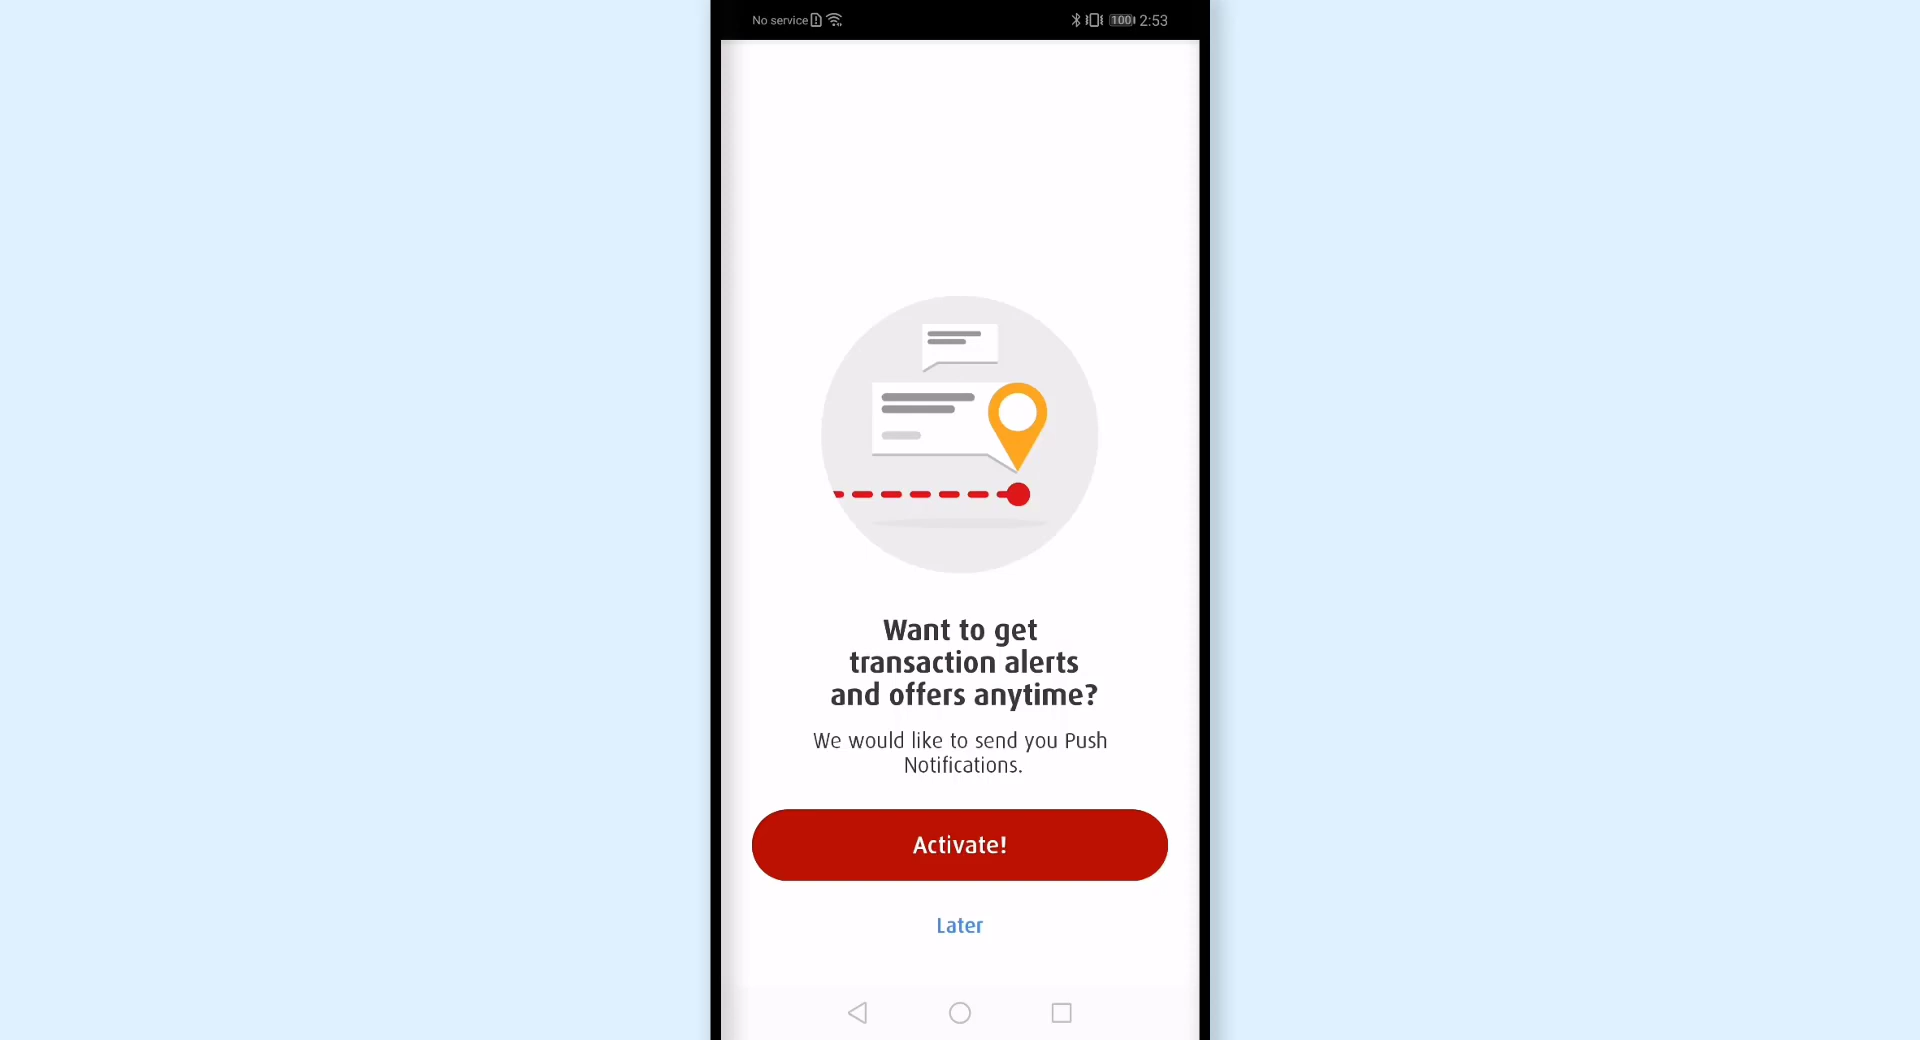 No service 100 2:53
Want to get
transaction alerts
and offers anytime?
We would like to send you Push
Notifications.
Activate!
Later